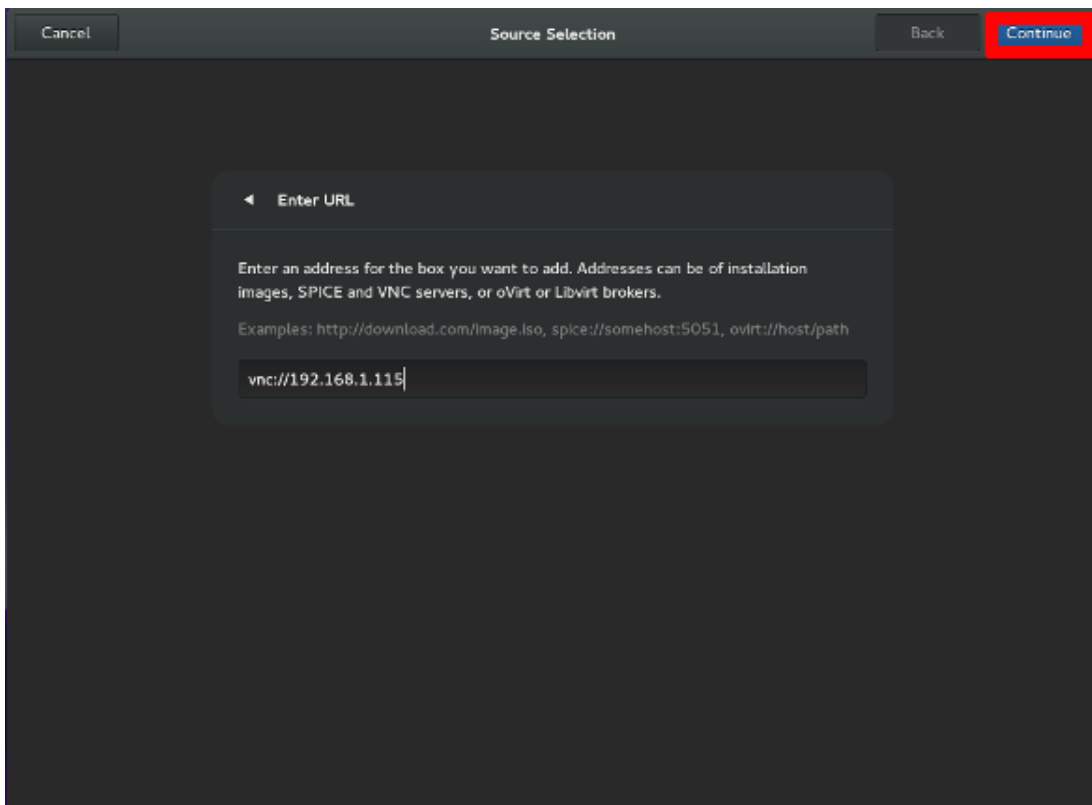 Cancel
Source Selection
Back
Continue
Enter URL
Enter an address for the box you want to add. Addresses can be of installation
images, SPICE and VNC servers, or oVirt or Libvirt brokers.
Examples: http://download.com/image.iso, spice://somehost:5051, ovirt://host/path
vnc://192.168.1.115